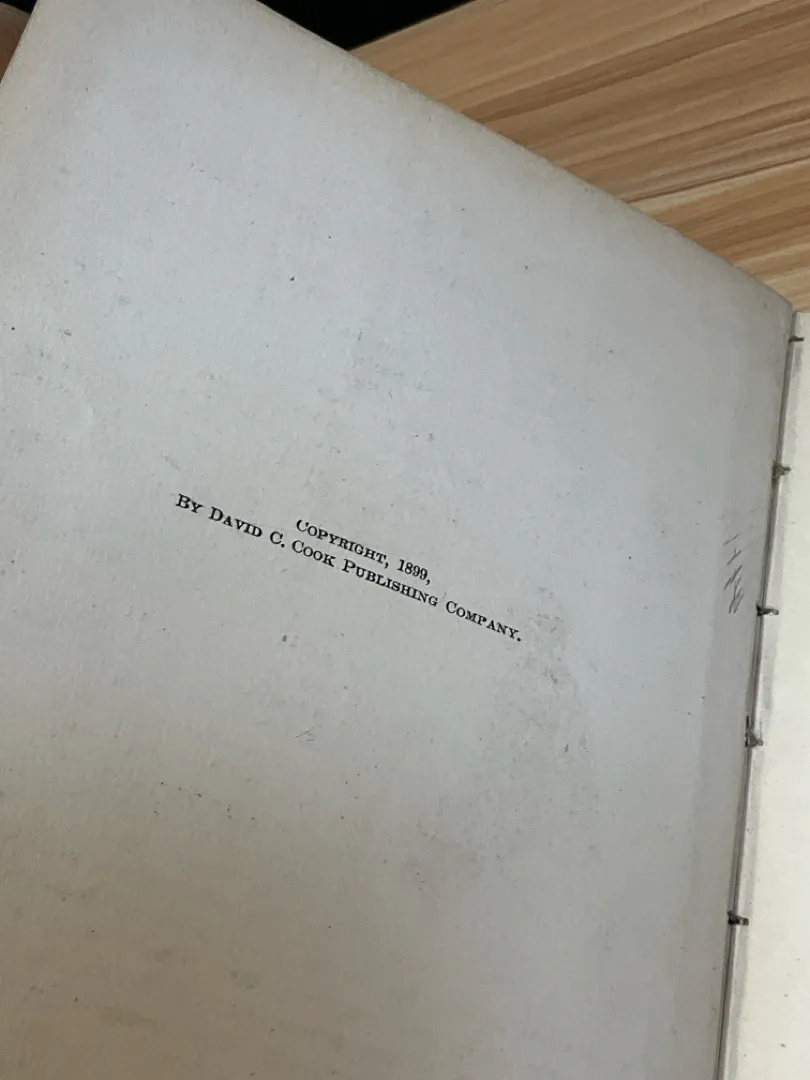 Copyright, 1899,
By David C. Cook Publishing Company.